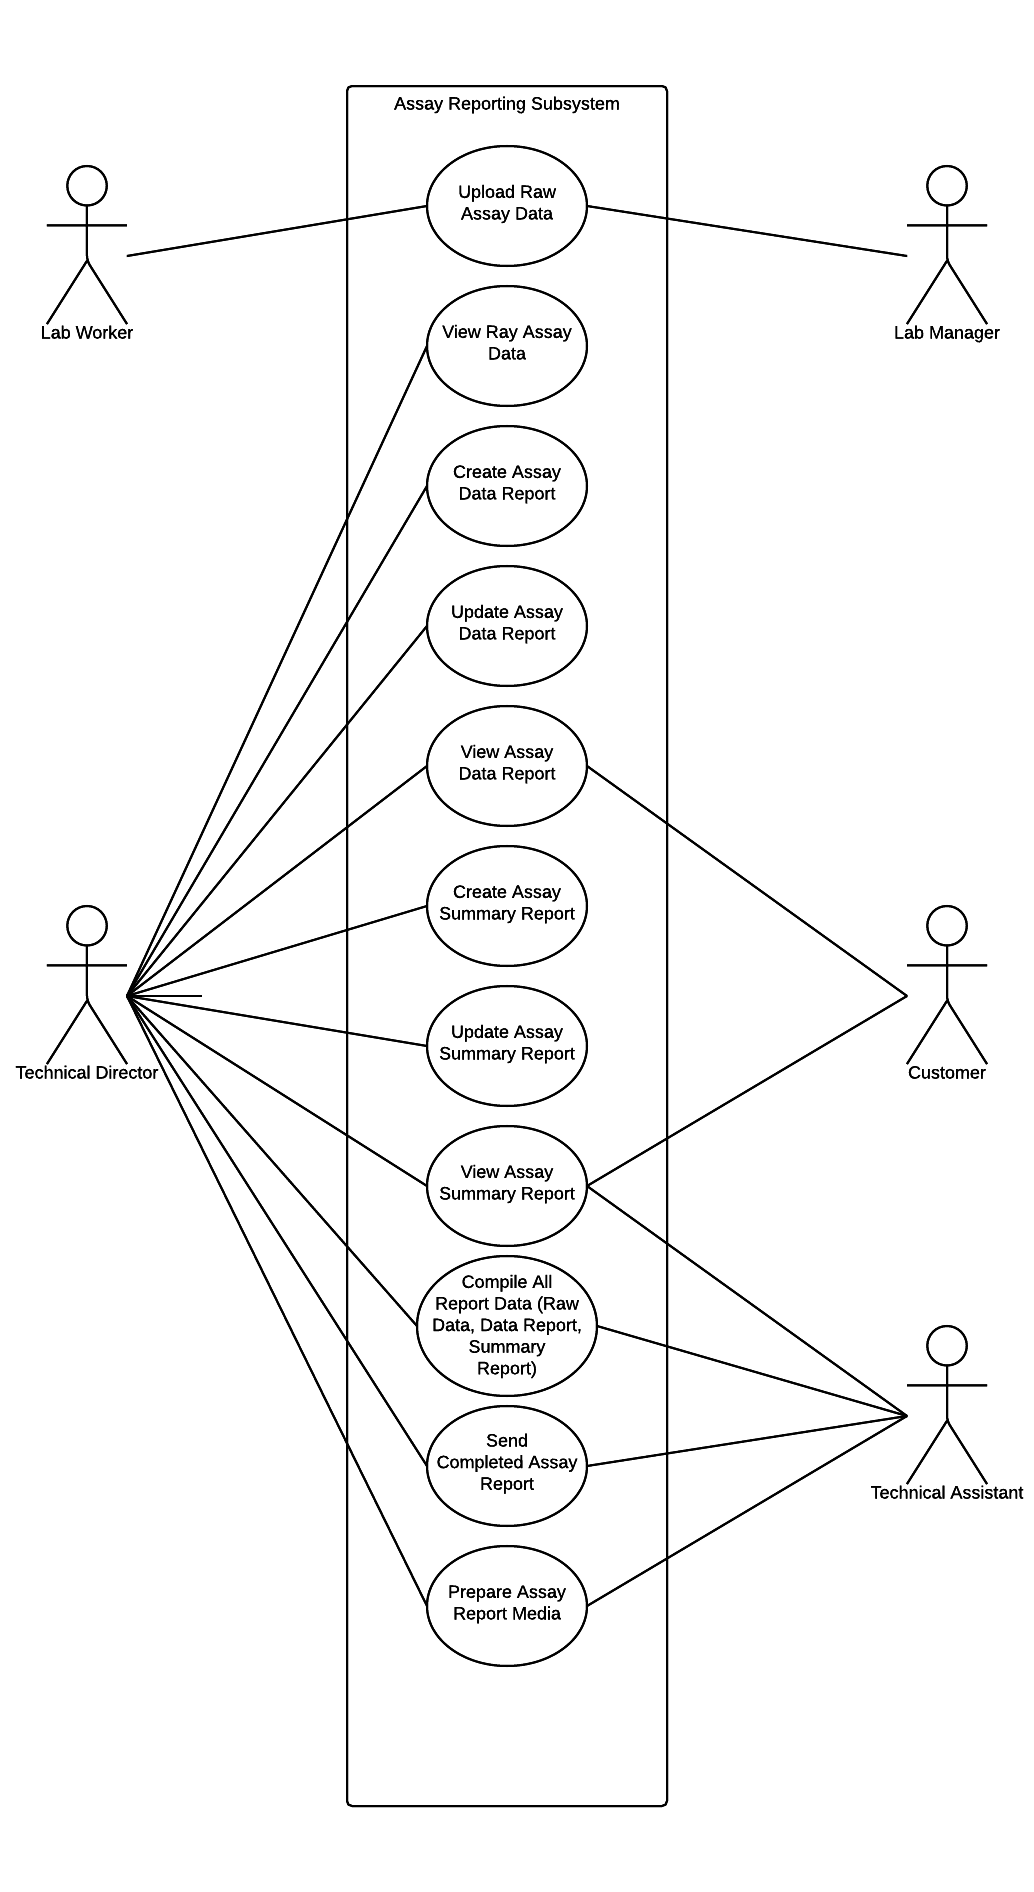 Assay Reporting Subsystem
Upload Raw
Assay Data
Lab Worker
Lab Manager
View Ray Assay
Data
Create Assay
Data Report
Update Assay
Data Report
View Assay
Data Report
Create Assay
Summary Report
Technical Director
Customer
Update Assay
Summary Report
View Assay
Summary Report
Compile All
Report Data (Raw
Data, Data Report,
Summary
Report)
Send
Completed Assay
Report
Technical Assistant
Prepare Assay
Report Media